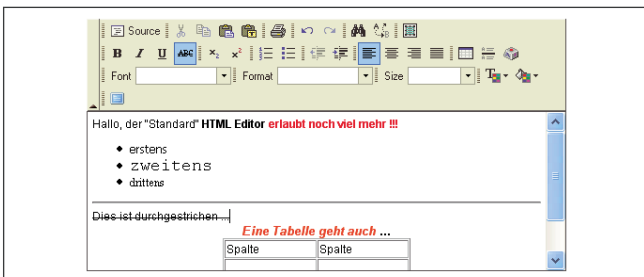 Source
B I U ABC x₂ x²
Font Format Size T
Hallo, der "Standard" HTML Editor erlaubt noch viel mehr !!!
erstens
zweitens
drittens
Dies ist durchgestrichen ...
Eine Tabelle geht auch ...
Spalte Spalte